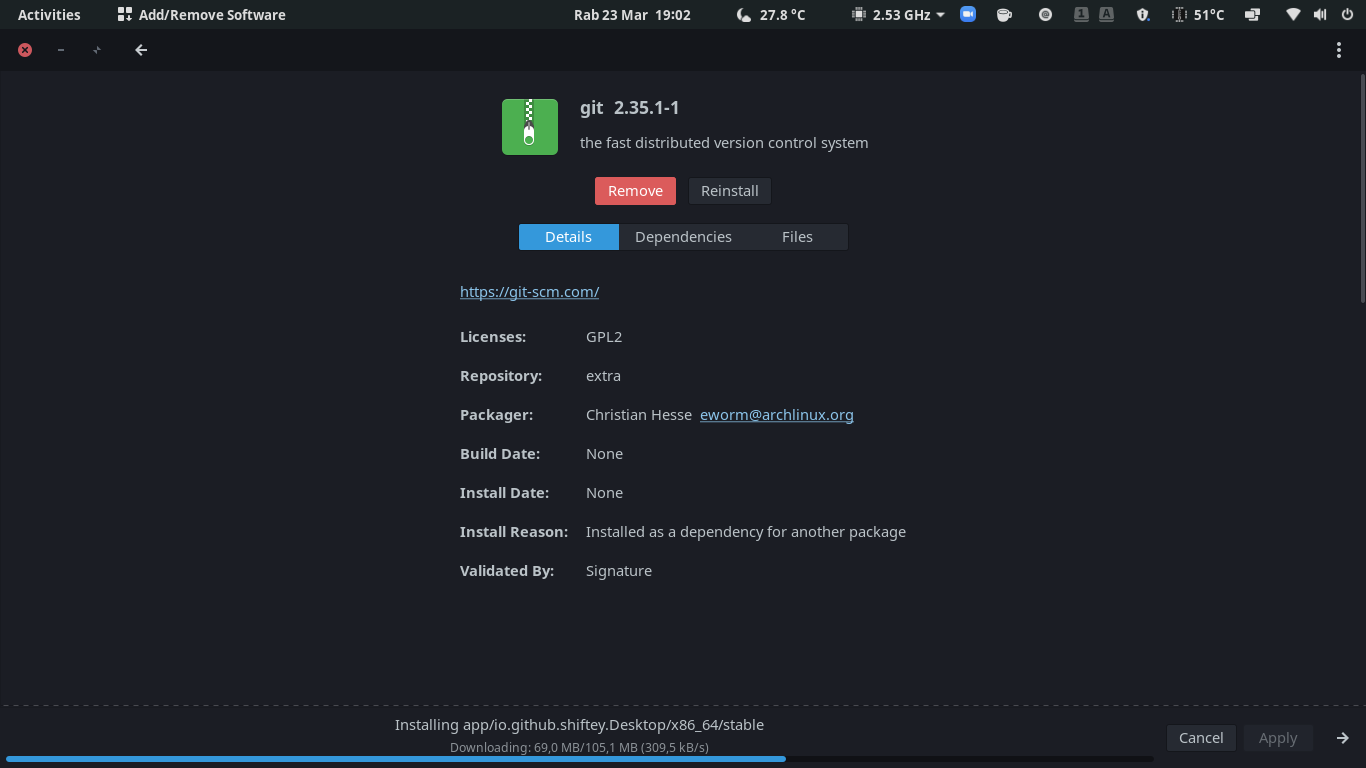 Activities Add/Remove Software Rab 23 Mar 19:02 27.8 °C 2.53 GHz @ 1 A 51°C
git 2.35.1-1
the fast distributed version control system
Remove Reinstall
Details Dependencies Files
https://git-scm.com/
Licenses: GPL2
Repository: extra
Packager: Christian Hesse eworm@archlinux.org
Build Date: None
Install Date: None
Install Reason: Installed as a dependency for another package
Validated By: Signature
Installing app/io.github.shiftey.Desktop/x86_64/stable
Downloading: 69,0 MB/105,1 MB (309,5 kB/s)
Cancel Apply